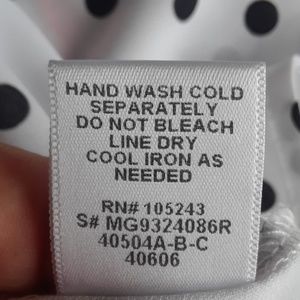 HAND WASH COLD
SEPARATELY
DO NOT BLEACH
LINE DRY
COOL IRON AS
NEEDED
RN# 105243
S# MG9324086R
40504A-B-C
40606